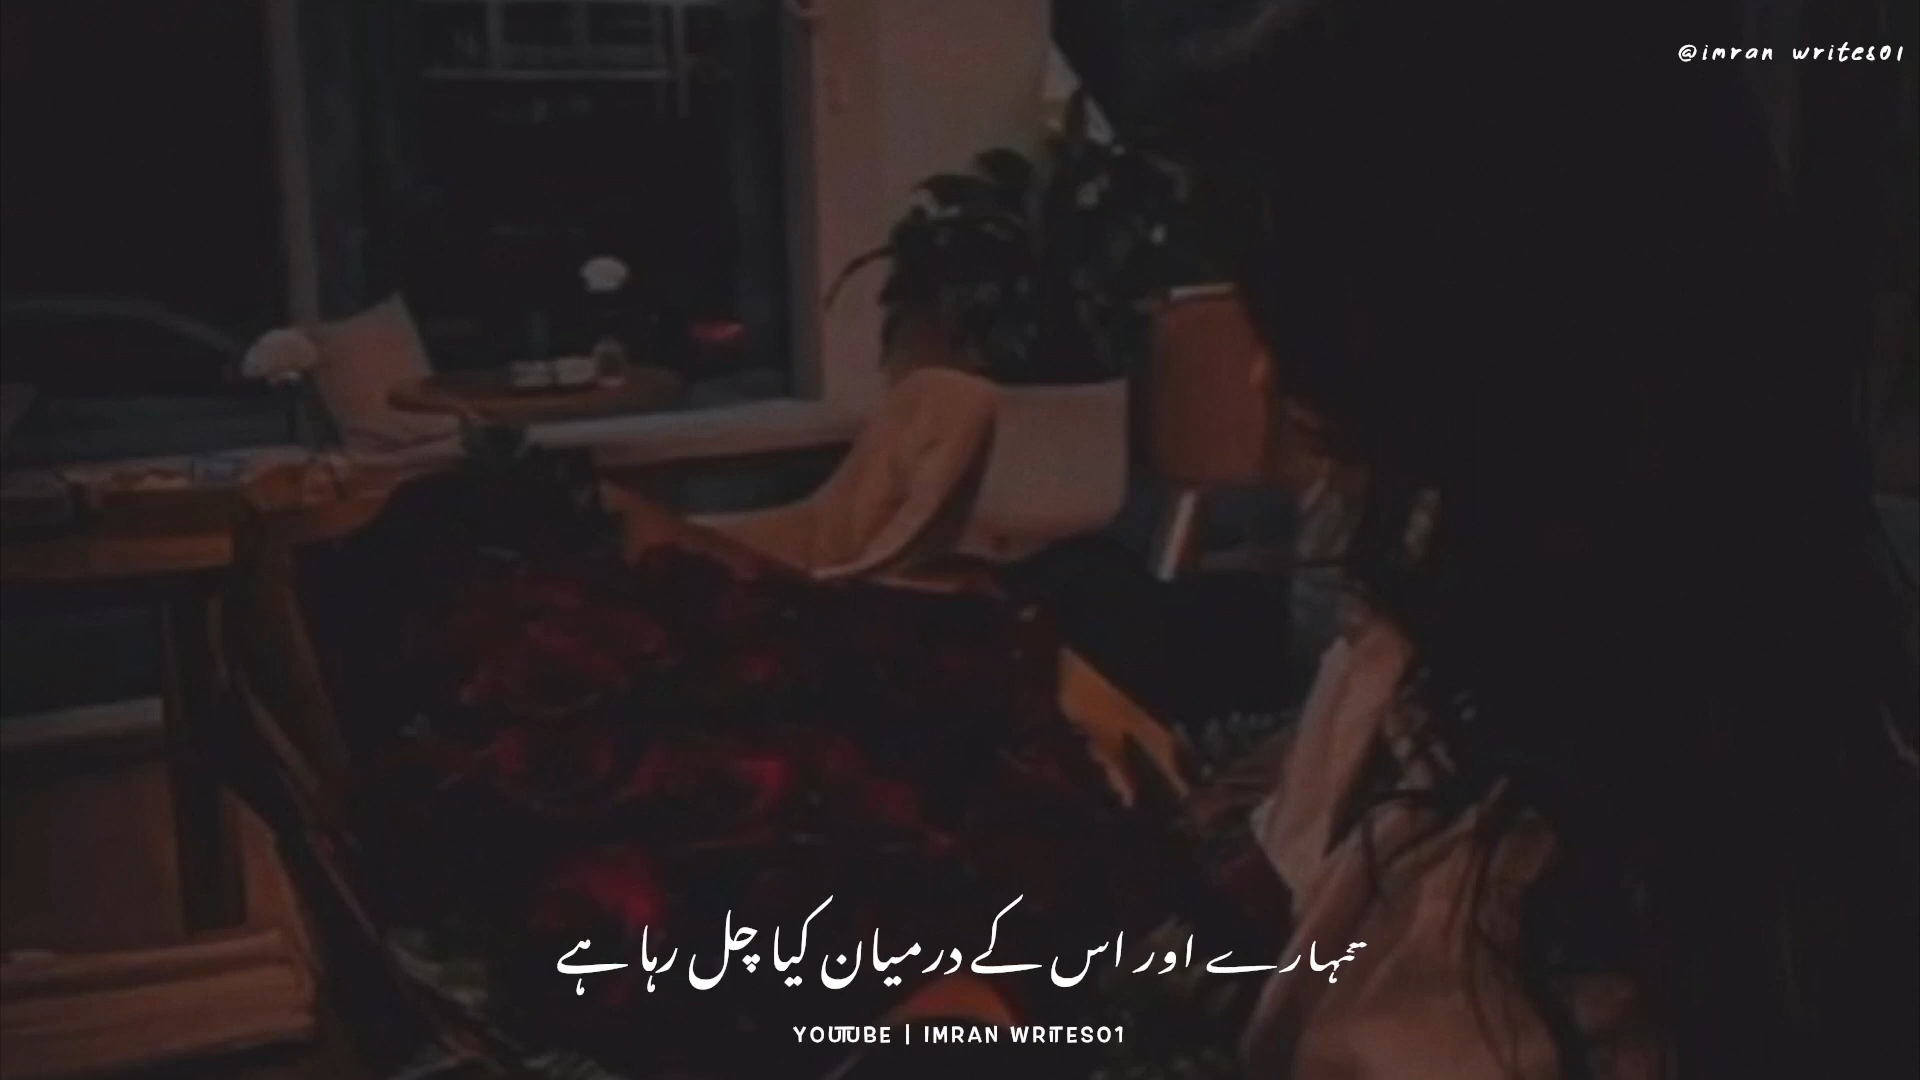 @imran writes01
تمہارے اور اس کے درمیان کیا چل رہا ہے
YOUTUBE | IMRAN WRITES01